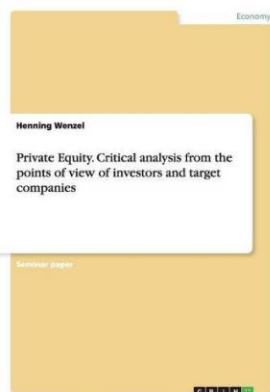 Economy
Henning Wenzel
Private Equity. Critical analysis from the
points of view of investors and target
companies
Seminar paper
GRIN